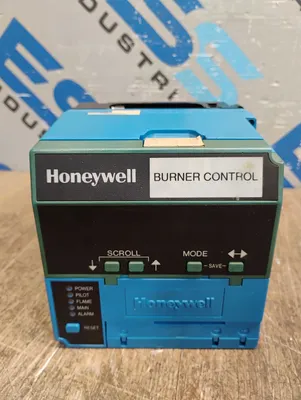 Honeywell
BURNER CONTROL
SCROLL
MODE
SAVE
Honeywell
POWER
PILOT
FLAME
MAIN
ALARM
RESET